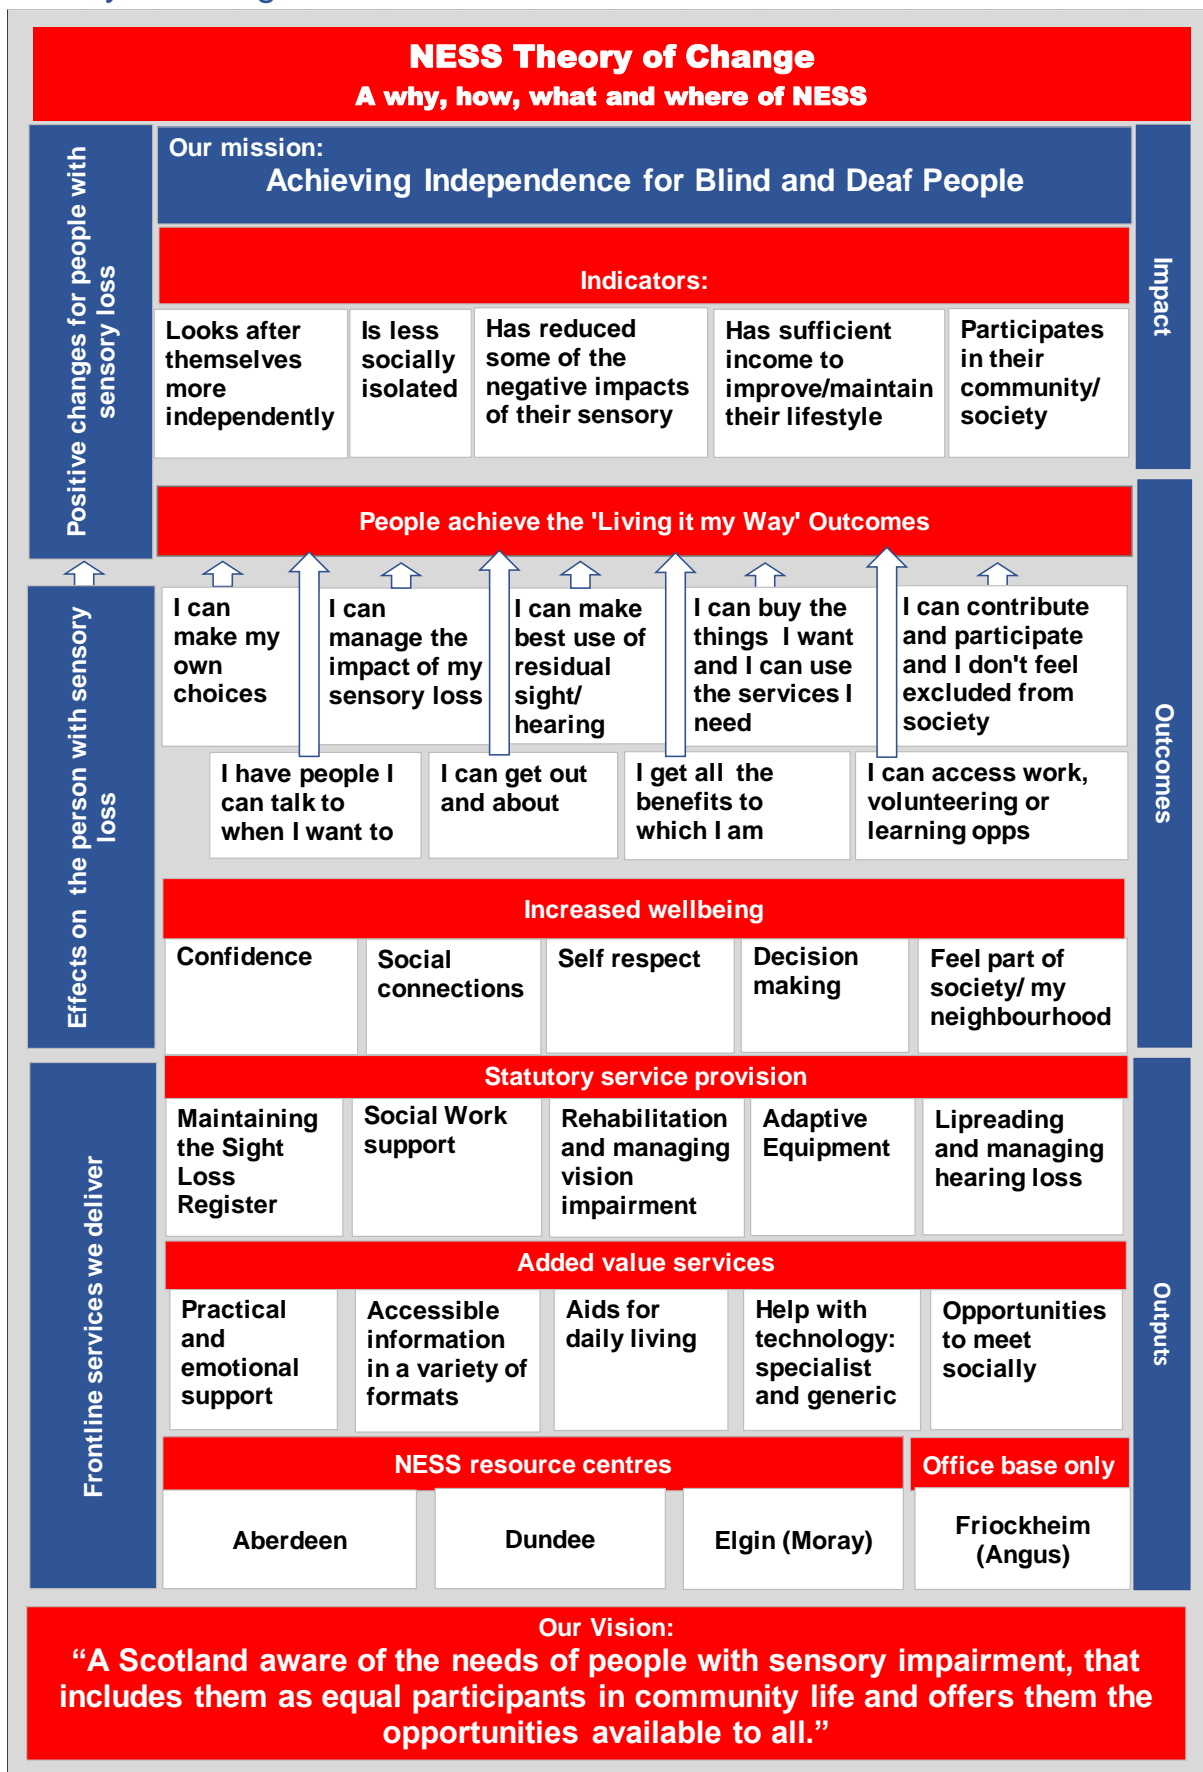 NESS Theory of Change
A why, how, what and where of NESS
Positive changes for people with
sensory loss
Our mission:
Achieving Independence for Blind and Deaf People
Impact
Indicators:
Looks after
themselves
more
independently
Is less
socially
isolated
Has reduced
some of the
negative impacts
of their sensory
Has sufficient
income to
improve/maintain
their lifestyle
Participates
in their
community/
society
People achieve the 'Living it my Way' Outcomes
Outcomes
Effects on the person with sensory
loss
I can
make my
own
choices
I can
manage the
impact of my
sensory loss
I can make
best use of
residual
sight/
hearing
I can buy the
things I want
and I can use
the services I
need
I can contribute
and participate
and I don't feel
excluded from
society
I have people I
can talk to
when I want to
I can get out
and about
I get all the
benefits to
which I am
I can access work,
volunteering or
learning opps
Increased wellbeing
Confidence
Social
connections
Self respect
Decision
making
Feel part of
society/ my
neighbourhood
Frontline services we deliver
Statutory service provision
Outputs
Maintaining
the Sight
Loss
Register
Social Work
support
Rehabilitation
and managing
vision
impairment
Adaptive
Equipment
Lipreading
and managing
hearing loss
Added value services
Practical
and
emotional
support
Accessible
information
in a variety of
formats
Aids for
daily living
Help with
technology:
specialist
and generic
Opportunities
to meet
socially
NESS resource centres
Office base only
Aberdeen
Dundee
Elgin (Moray)
Friockheim
(Angus)
Our Vision:
“A Scotland aware of the needs of people with sensory impairment, that
includes them as equal participants in community life and offers them the
opportunities available to all.”